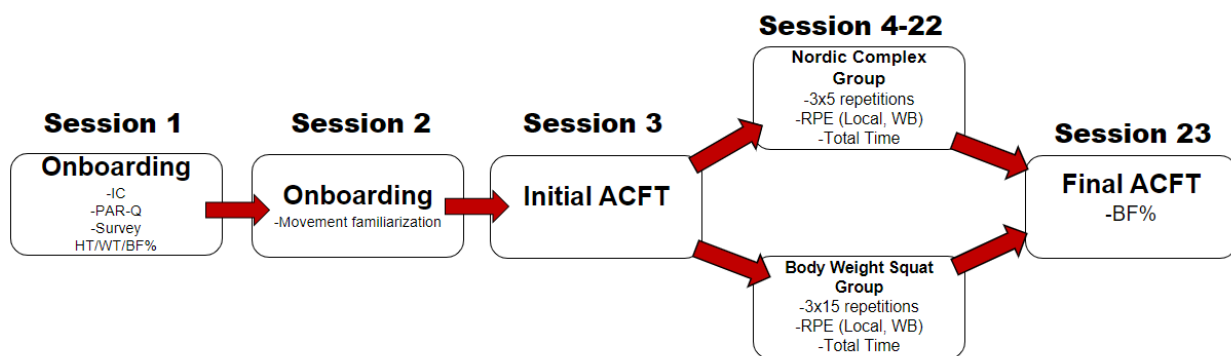 Session 1
Onboarding
-IC
-PAR-Q
-Survey
HT/WT/BF%
Session 2
Onboarding
-Movement familiarization
Session 3
Initial ACFT
Session 4-22
Nordic Complex
Group
-3x5 repetitions
-RPE (Local, WB)
-Total Time
Body Weight Squat
Group
-3x15 repetitions
-RPE (Local, WB)
-Total Time
Session 23
Final ACFT
-BF%